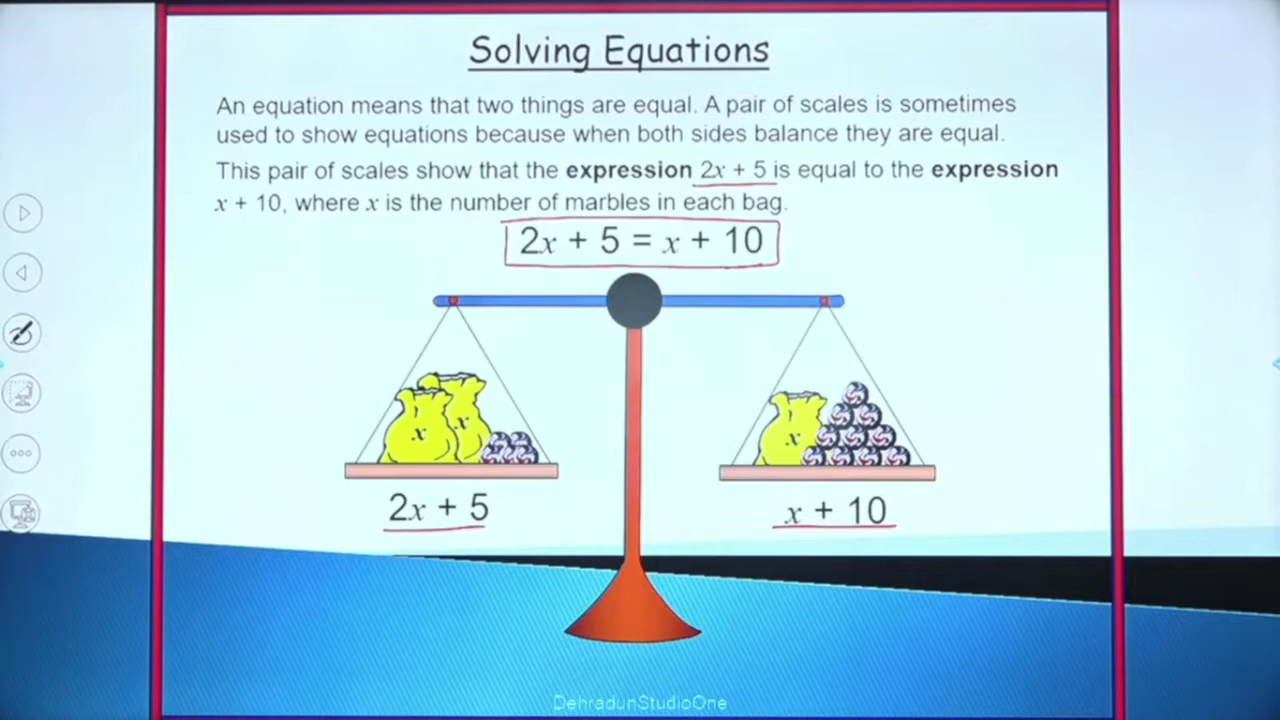 Solving Equations
An equation means that two things are equal. A pair of scales is sometimes
used to show equations because when both sides balance they are equal.
This pair of scales show that the expression 2x + 5 is equal to the expression
x + 10, where x is the number of marbles in each bag.
2x + 5 = x + 10
x x x
2x + 5 x + 10
DehradunStudioOne